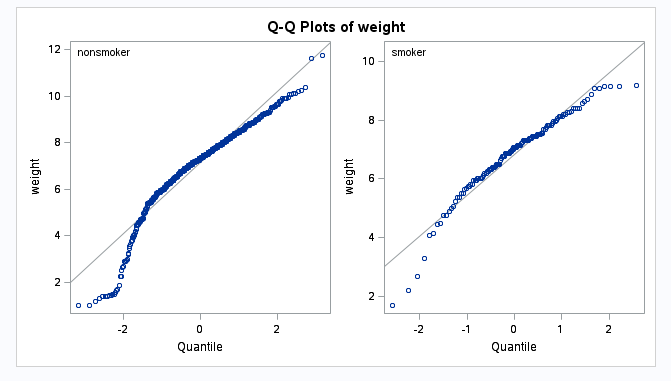 Q-Q Plots of weight
nonsmoker
12
10
8
6
4
2
weight
-2
0
2
Quantile
smoker
10
8
6
4
2
weight
-2
-1
0
1
2
Quantile